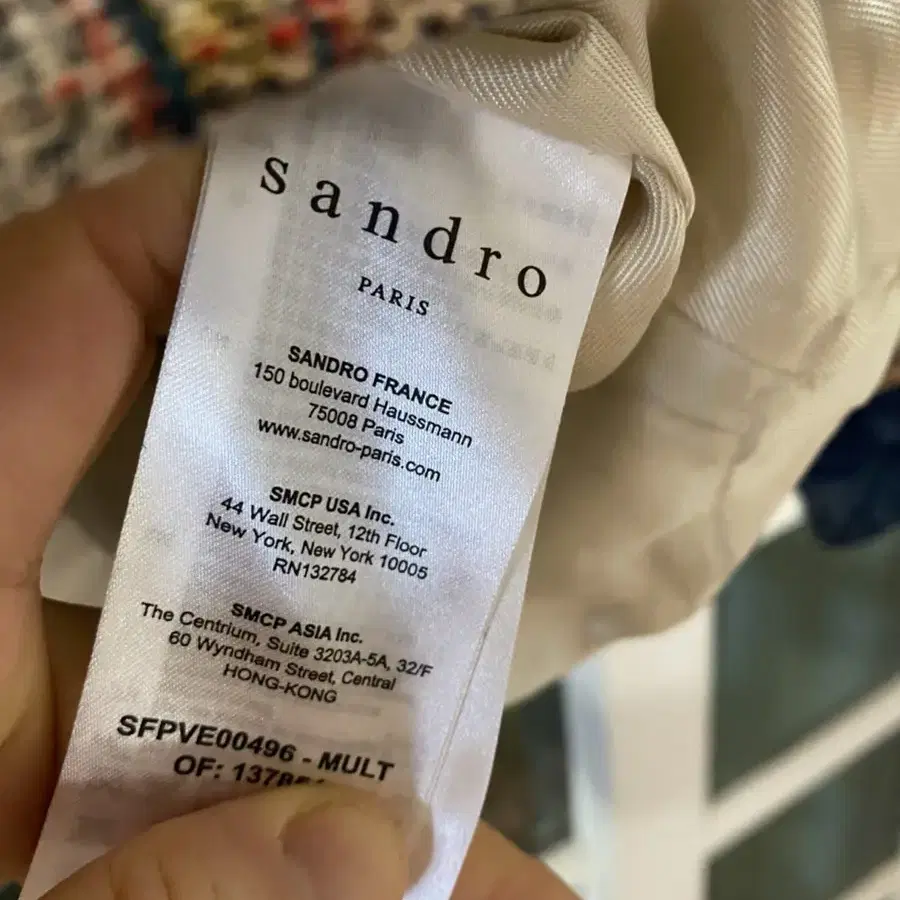 sandro
PARIS
SANDRO FRANCE
150 boulevard Haussmann
75008 Paris
www.sandro-paris.com
SMCP USA Inc.
44 Wall Street, 12th Floor
New York, New York 10005
RN132784
SMCP ASIA Inc.
The Centrium, Suite 3203A-5A, 32/F
60 Wyndham Street, Central
HONG-KONG
SFPVE00496 - MULT
OF: